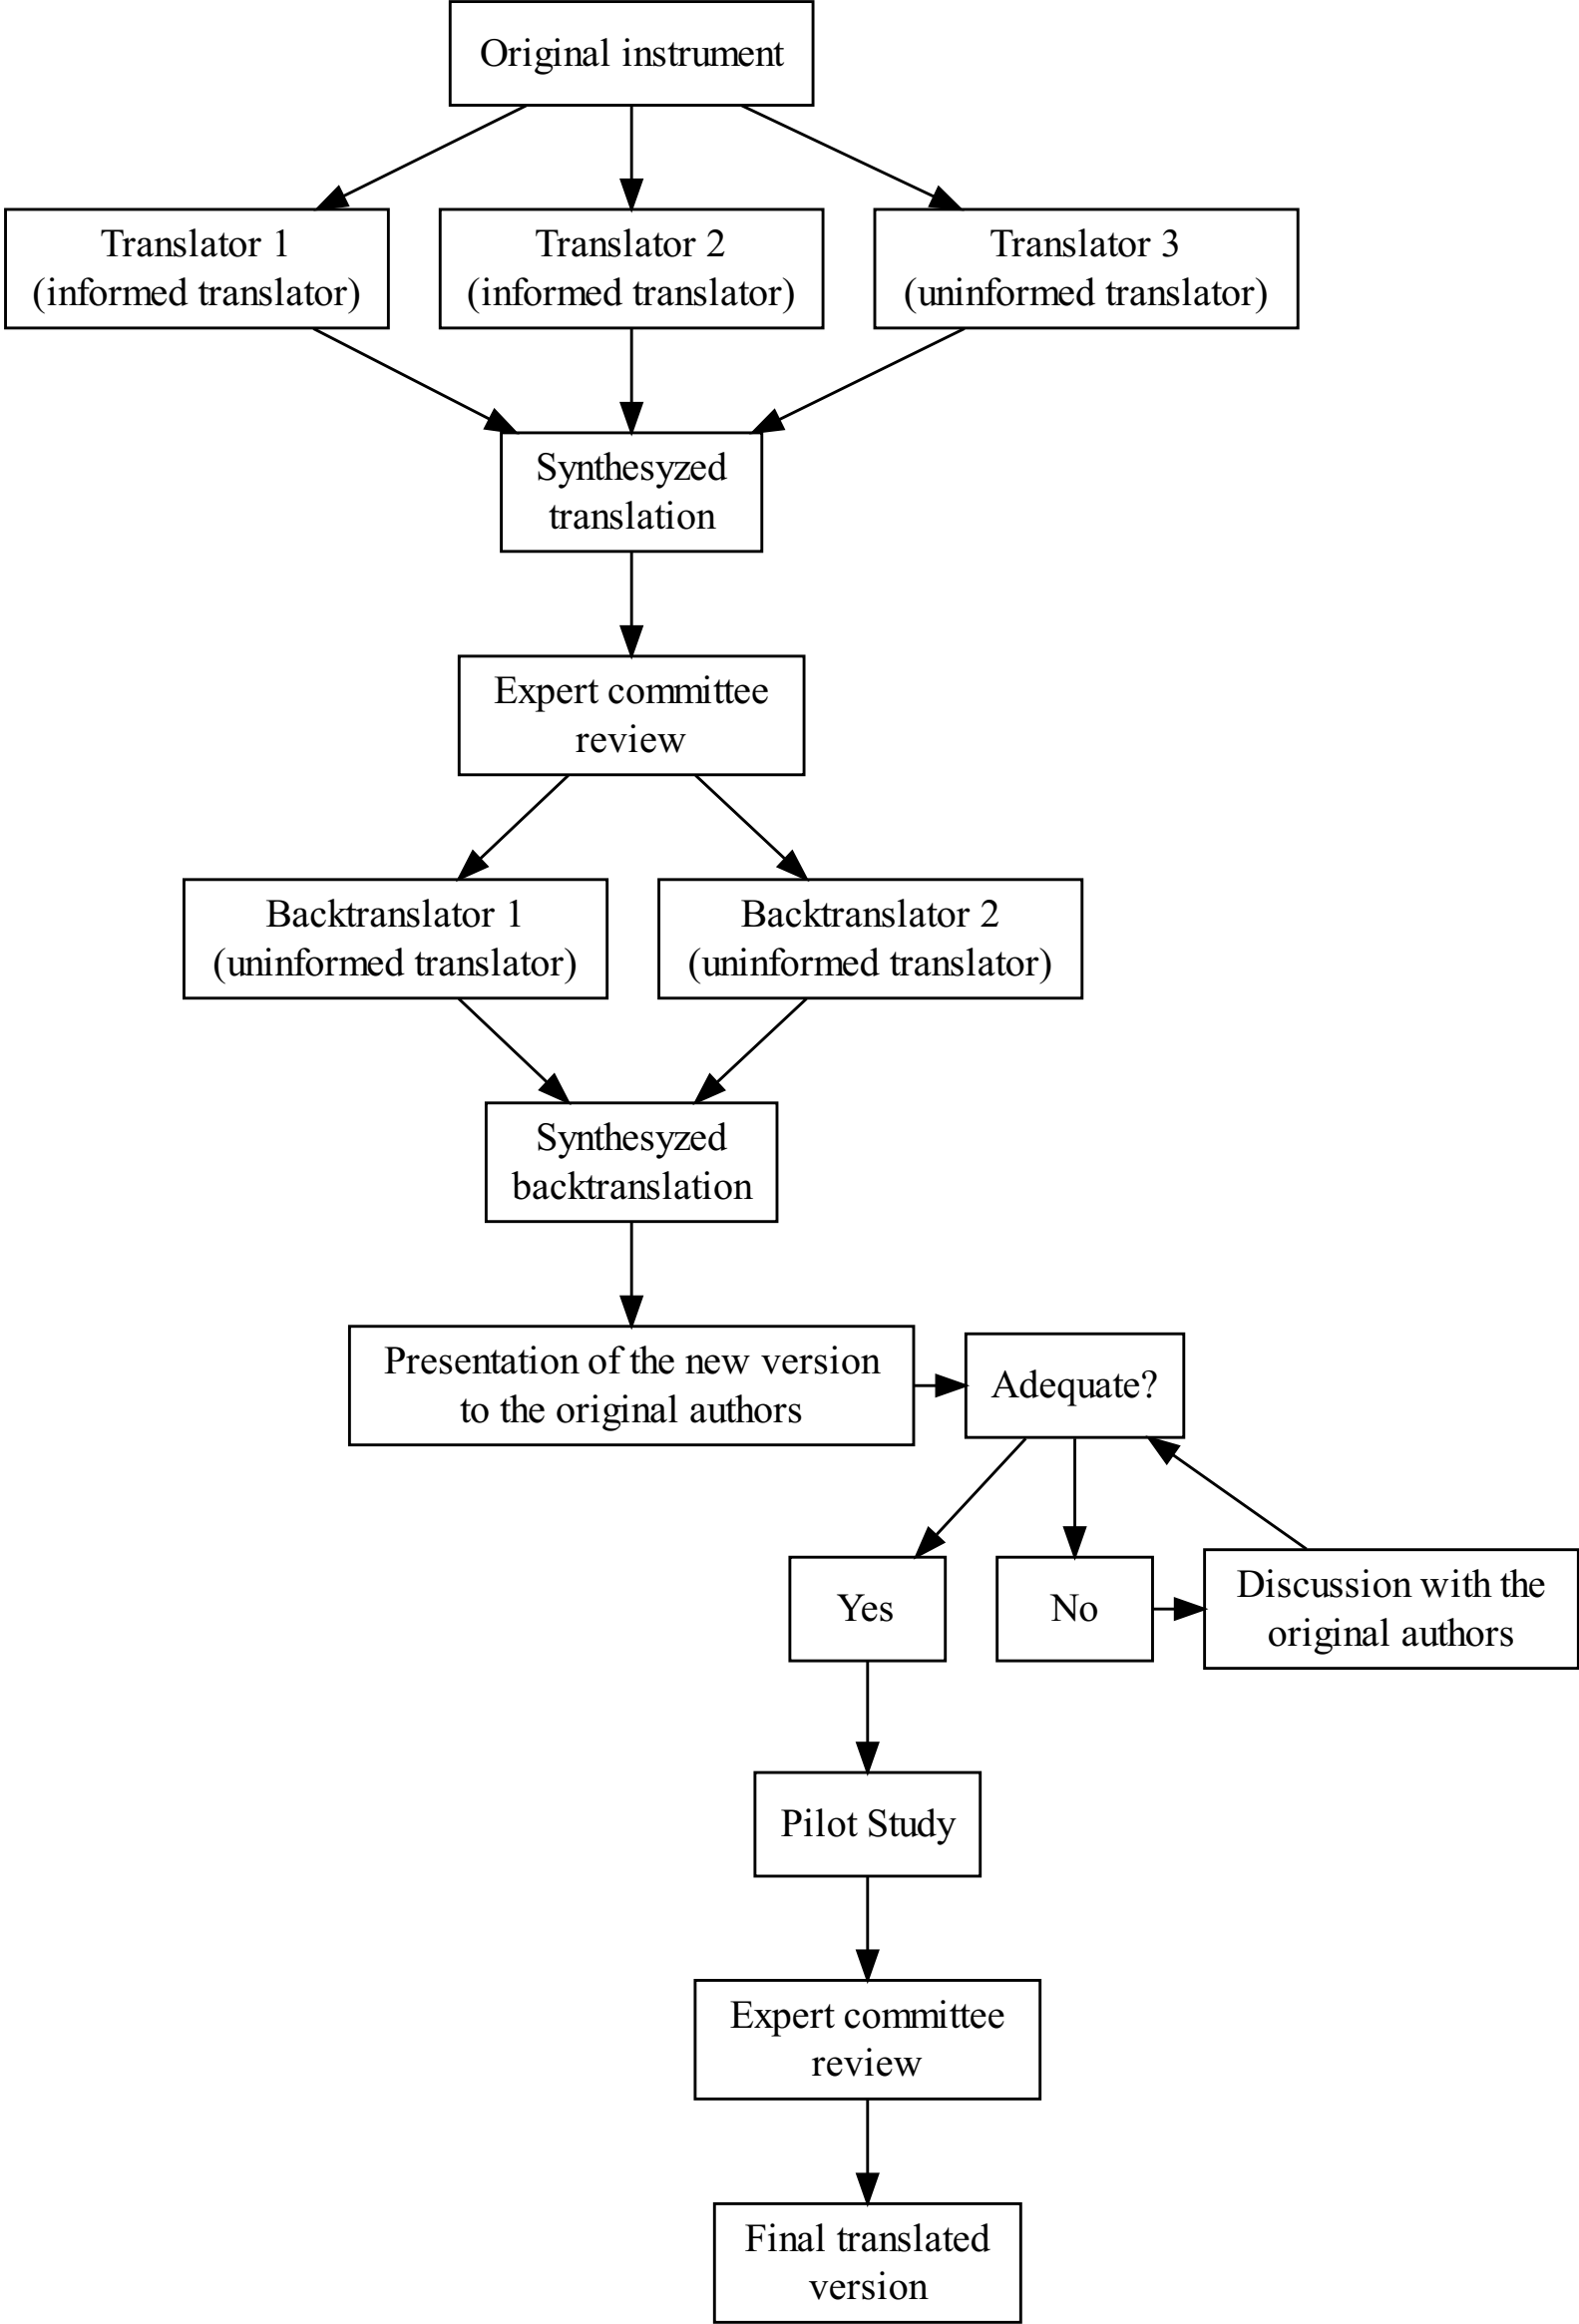 Original instrument
Translator 1
(informed translator)
Translator 2
(informed translator)
Translator 3
(uninformed translator)
Synthesyzed
translation
Expert committee
review
Backtranslator 1
(uninformed translator)
Backtranslator 2
(uninformed translator)
Synthesyzed
backtranslation
Presentation of the new version
to the original authors
Adequate?
Yes
No
Discussion with the
original authors
Pilot Study
Expert committee
review
Final translated
version